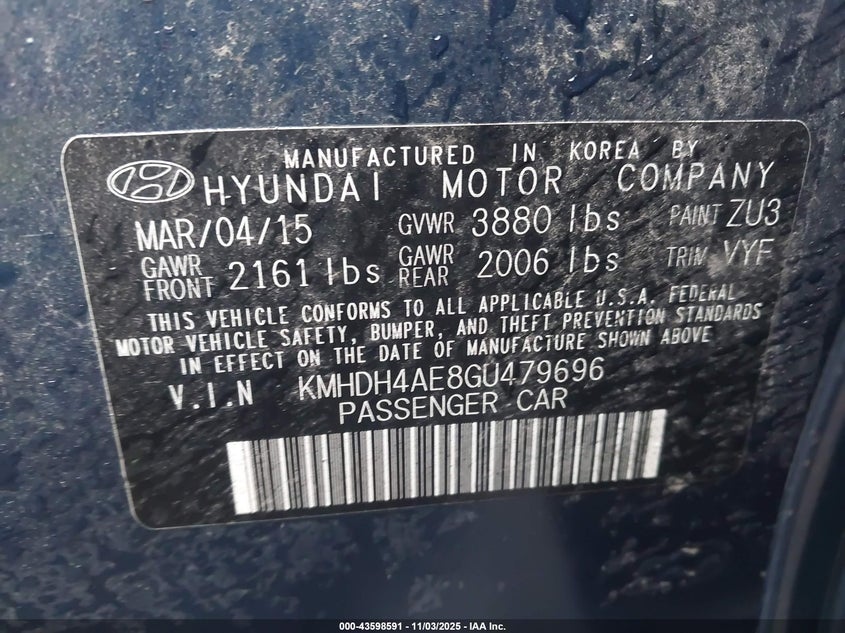 MANUFACTURED IN KOREA BY
HYUNDAI MOTOR COMPANY
MAR/04/15 GVWR 3880 lbs PAINT ZU3
GAWR FRONT 2161 lbs GAWR REAR 2006 lbs TRIM VYF
THIS VEHICLE CONFORMS TO ALL APPLICABLE U.S.A. FEDERAL
MOTOR VEHICLE SAFETY, BUMPER, AND THEFT PREVENTION STANDARDS
IN EFFECT ON THE DATE OF MANUFACTURE SHOWN ABOVE
V.I.N KMHDH4AE8GU479696
PASSENGER CAR
000-43598591 | 11/03/2025 - IAA Inc.